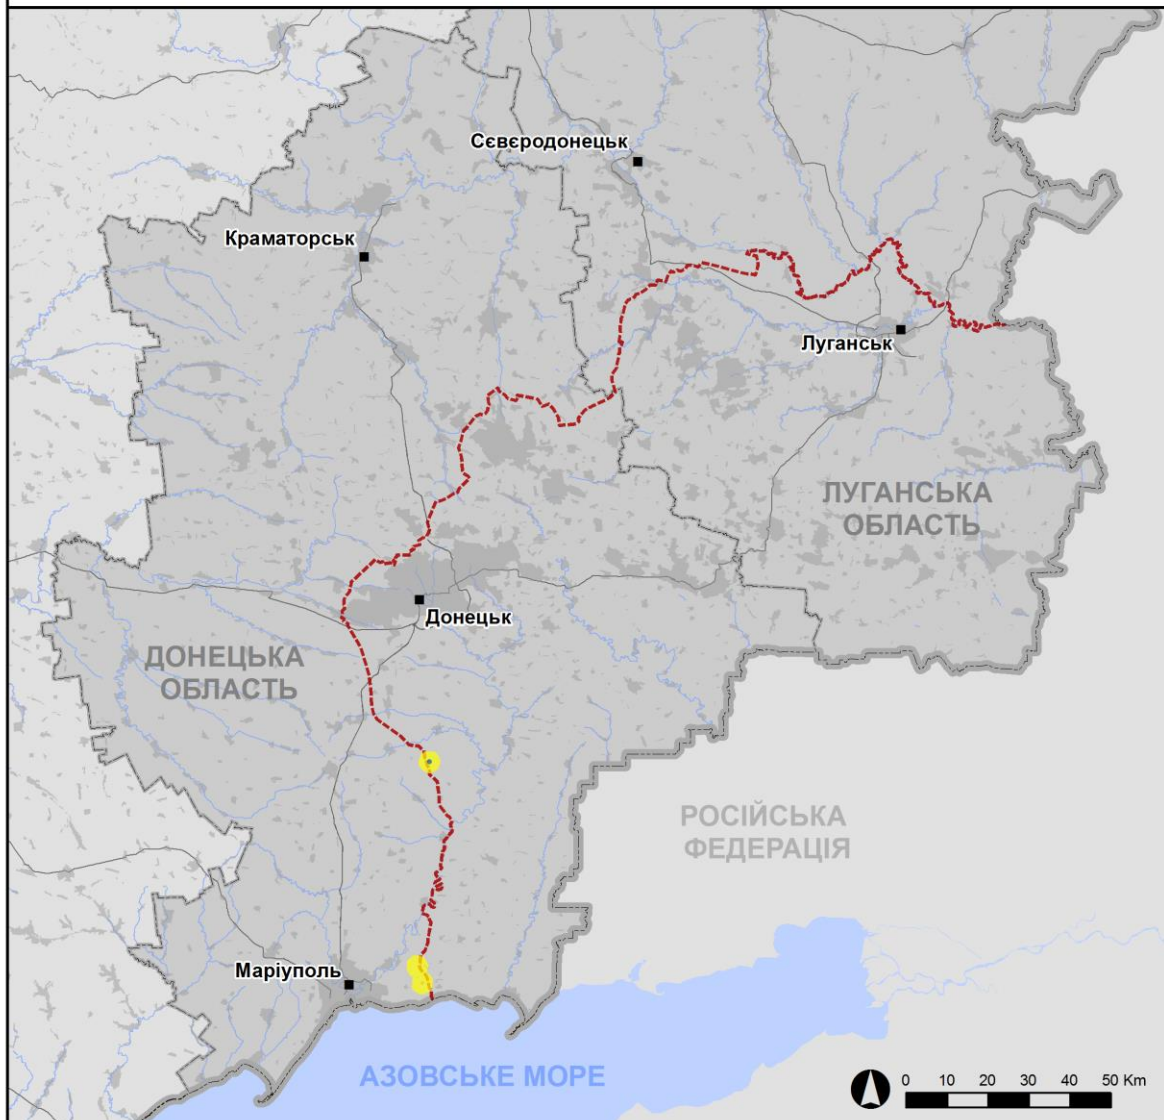 Сєвєродонецьк
Краматорськ
Луганськ
ЛУГАНСЬКА
ОБЛАСТЬ
Донецьк
ДОНЕЦЬКА
ОБЛАСТЬ
РОСІЙСЬКА
ФЕДЕРАЦІЯ
Маріуполь
АЗОВСЬКЕ МОРЕ
0 10 20 30 40 50 Km